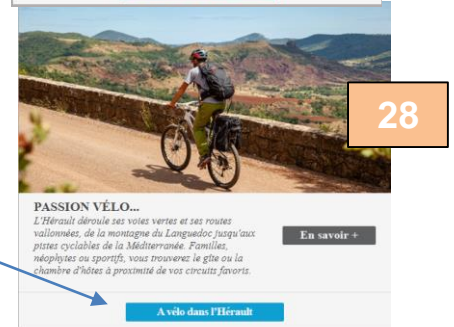 28
PASSION VÉLO...
L'Hérault déroule ses votes vertes et ses routes
vallonnées, de la montagne du Languedoc jusqu'aux
pistes cyclables de la Méditerranée. Familles,
néophytes ou sportifs, vous trouverez le gîte ou la
chambre d'hôtes à proximité de vos circuits favoris.
En savoir +
A vélo dans l'Hérault